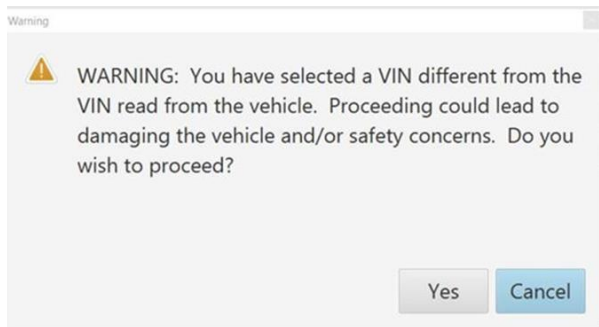 Warning
WARNING: You have selected a VIN different from the
VIN read from the vehicle. Proceeding could lead to
damaging the vehicle and/or safety concerns. Do you
wish to proceed?
Yes Cancel